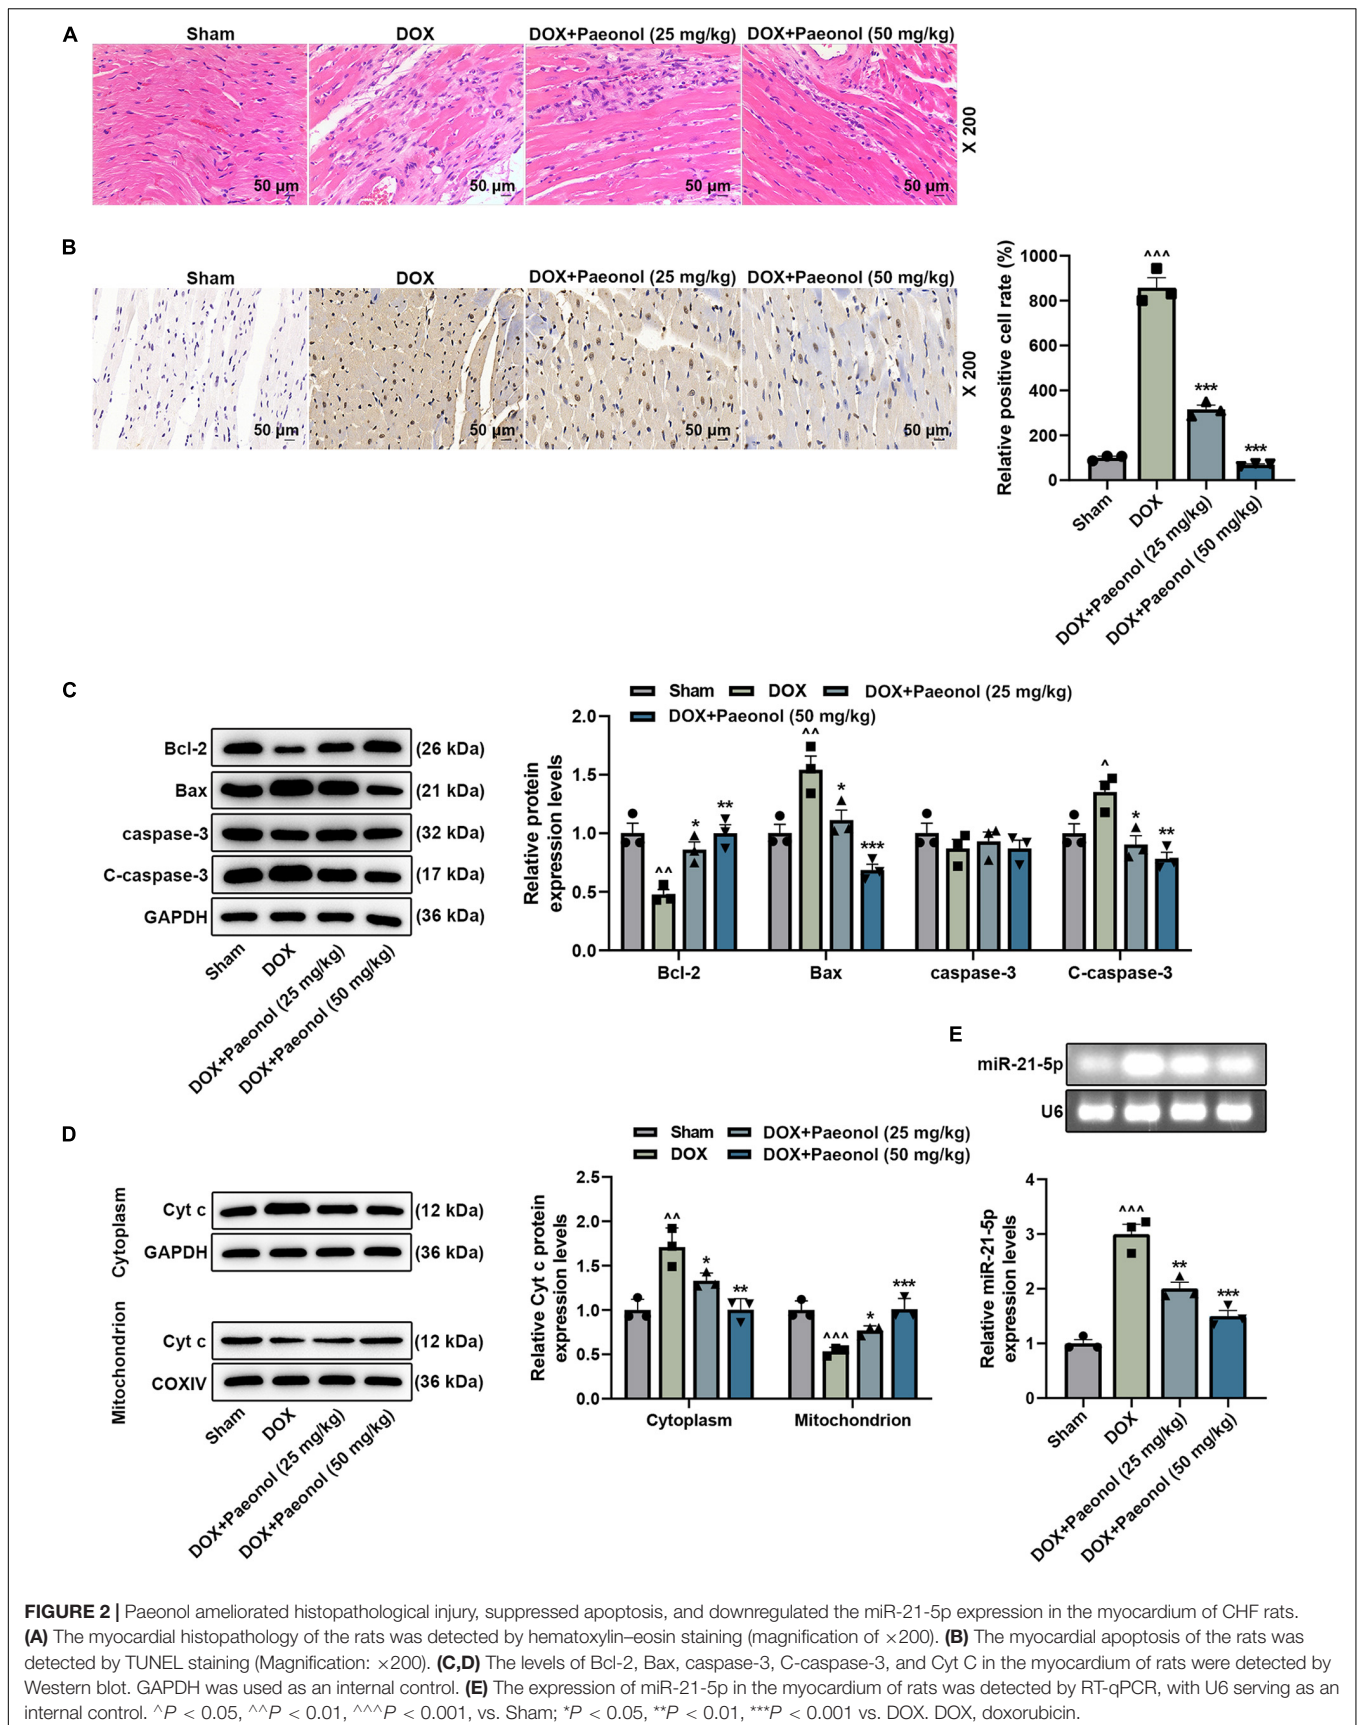 A
Sham
DOX
DOX+Paeonol (25 mg/kg)
DOX+Paeonol (50 mg/kg)
50 μm
50 μm
50 μm
50 μm
X 200
B
Sham
DOX
DOX+Paeonol (25 mg/kg)
DOX+Paeonol (50 mg/kg)
50 μm
50 μm
50 μm
50 μm
X 200
Relative positive cell rate (%)
1000
800
600
400
200
0
^^^
***
***
Sham
DOX
DOX+Paeonol (25 mg/kg)
DOX+Paeonol (50 mg/kg)
C
Bcl-2
(26 kDa)
Bax
(21 kDa)
caspase-3
(32 kDa)
C-caspase-3
(17 kDa)
GAPDH
(36 kDa)
Sham
DOX
DOX+Paeonol (25 mg/kg)
DOX+Paeonol (50 mg/kg)
Sham
DOX
DOX+Paeonol (25 mg/kg)
DOX+Paeonol (50 mg/kg)
Relative protein
expression levels
2.0
1.5
1.0
0.5
0.0
^^
*
**
^^
*
***
^
*
**
Bcl-2
Bax
caspase-3
C-caspase-3
D
Cytoplasm
Cyt c
(12 kDa)
GAPDH
(36 kDa)
Mitochondrion
Cyt c
(12 kDa)
COXIV
(36 kDa)
Sham
DOX
DOX+Paeonol (25 mg/kg)
DOX+Paeonol (50 mg/kg)
Sham
DOX+Paeonol (25 mg/kg)
DOX
DOX+Paeonol (50 mg/kg)
Relative Cyt c protein
expression levels
2.5
2.0
1.5
1.0
0.5
0.0
^^
*
**
^^^
*
***
Cytoplasm
Mitochondrion
E
miR-21-5p
U6
Relative miR-21-5p
expression levels
4
3
2
1
0
^^^
**
***
Sham
DOX
DOX+Paeonol (25 mg/kg)
DOX+Paeonol (50 mg/kg)
FIGURE 2 | Paeonol ameliorated histopathological injury, suppressed apoptosis, and downregulated the miR-21-5p expression in the myocardium of CHF rats.
(A) The myocardial histopathology of the rats was detected by hematoxylin–eosin staining (magnification of ×200). (B) The myocardial apoptosis of the rats was
detected by TUNEL staining (Magnification: ×200). (C,D) The levels of Bcl-2, Bax, caspase-3, C-caspase-3, and Cyt C in the myocardium of rats were detected by
Western blot. GAPDH was used as an internal control. (E) The expression of miR-21-5p in the myocardium of rats was detected by RT-qPCR, with U6 serving as an
internal control. ^P < 0.05, ^^P < 0.01, ^^^P < 0.001, vs. Sham; *P < 0.05, **P < 0.01, ***P < 0.001 vs. DOX. DOX, doxorubicin.